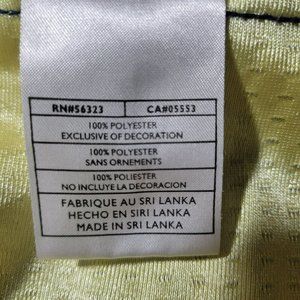 RN#56323 CA#05553
100% POLYESTER
EXCLUSIVE OF DECORATION
100% POLYESTER
SANS ORNEMENTS
100% POLIESTER
NO INCLUYE LA DECORACION
FABRIQUE AU SRI LANKA
HECHO EN SIRI LANKA
MADE IN SRI LANKA